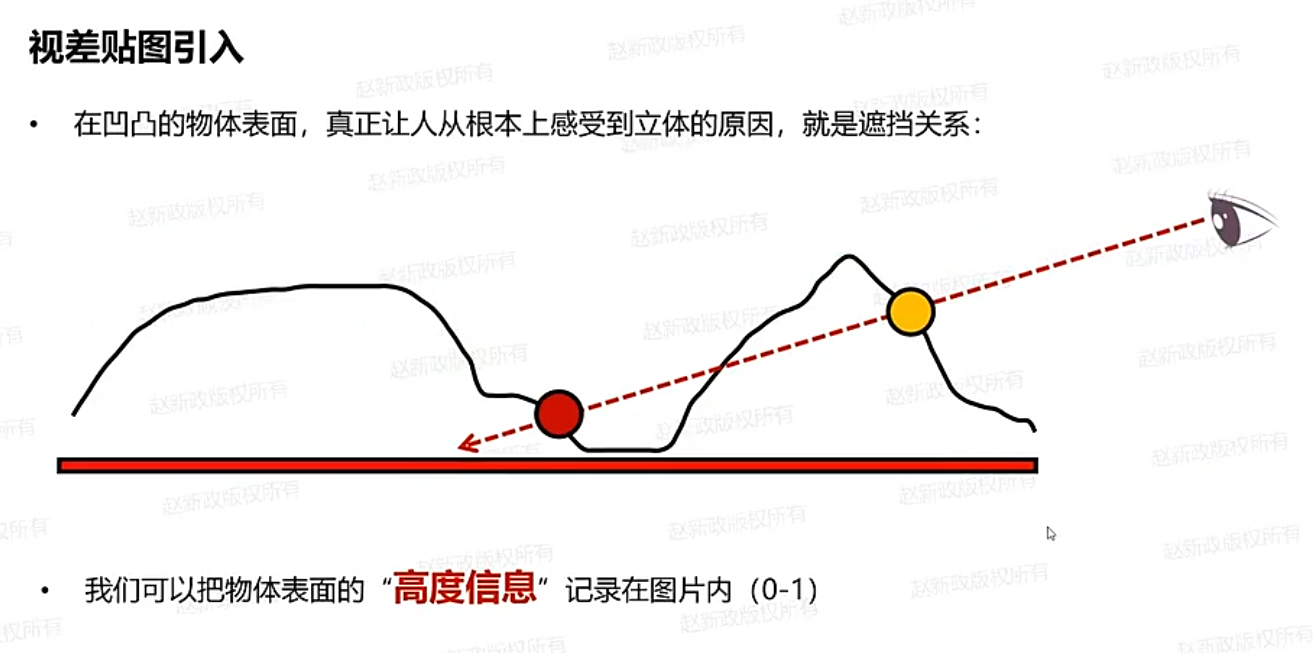 视差贴图引入
• 在凹凸的物体表面，真正让人从根本上感受到立体的原因，就是遮挡关系：
• 我们可以把物体表面的“高度信息”记录在图片内（0-1）
赵新政版权所有